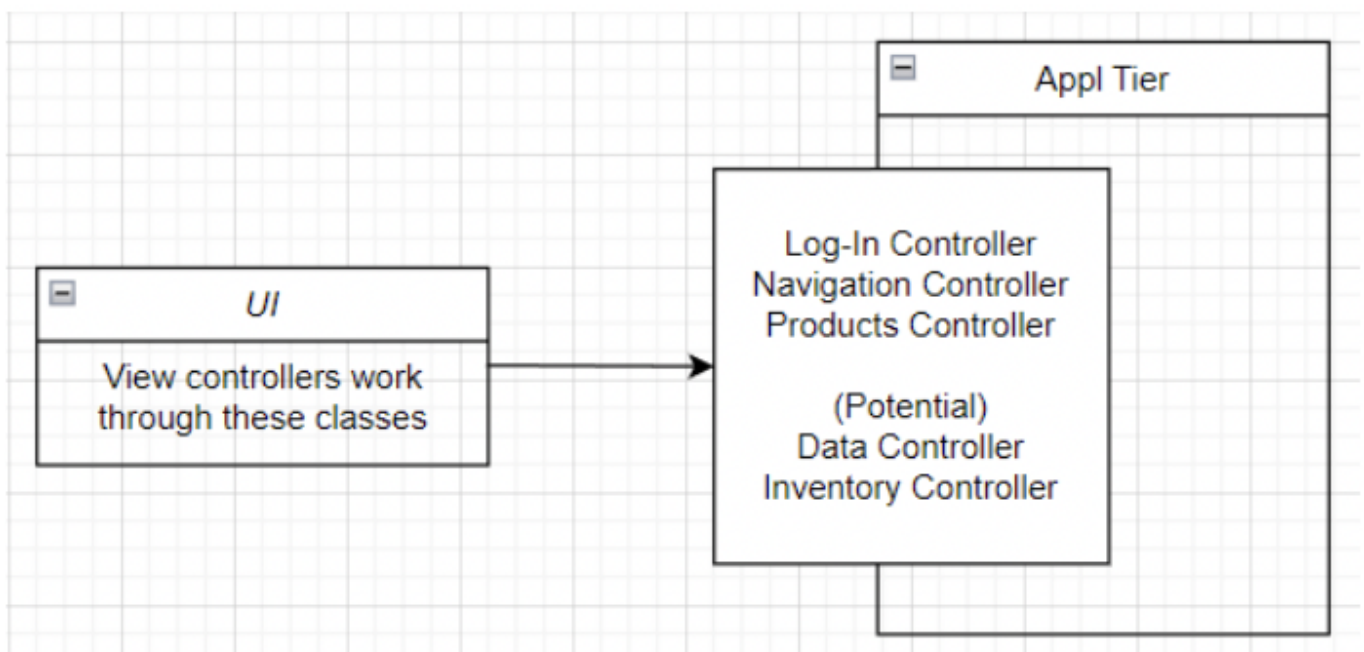 Appl Tier
Log-In Controller
Navigation Controller
Products Controller
(Potential)
Data Controller
Inventory Controller
UI
View controllers work
through these classes